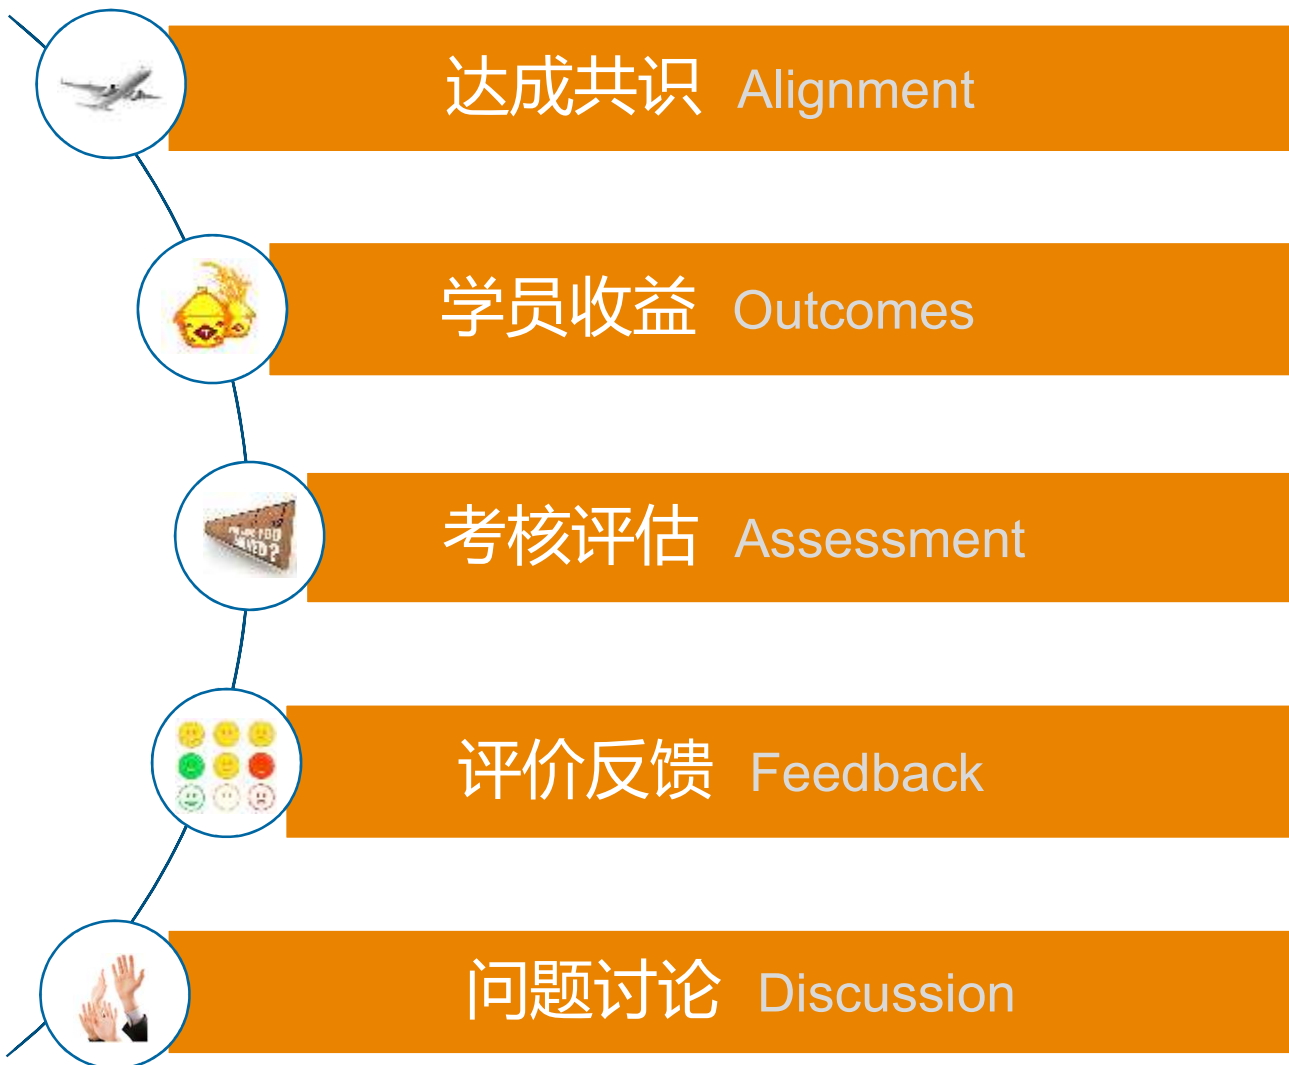 达成共识 Alignment
学员收益 Outcomes
考核评估 Assessment
评价反馈 Feedback
问题讨论 Discussion